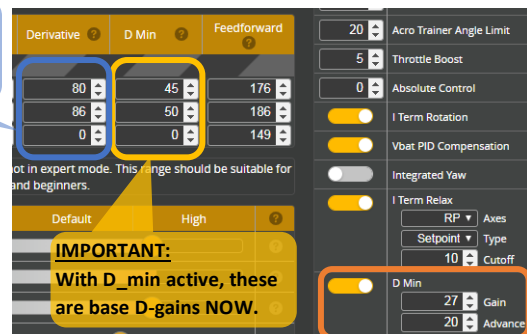 Derivative ? D Min ? Feedforward ?
80 45 176
86 50 186
0 0 149
not in expert mode. This range should be suitable for
and beginners.
Default High ?
IMPORTANT:
With D_min active, these
are base D-gains NOW.
20 Acro Trainer Angle Limit
5 Throttle Boost
0 Absolute Control
I Term Rotation
Vbat PID Compensation
Integrated Yaw
I Term Relax
RP Axes
Setpoint Type
10 Cutoff
D Min
27 Gain
20 Advance